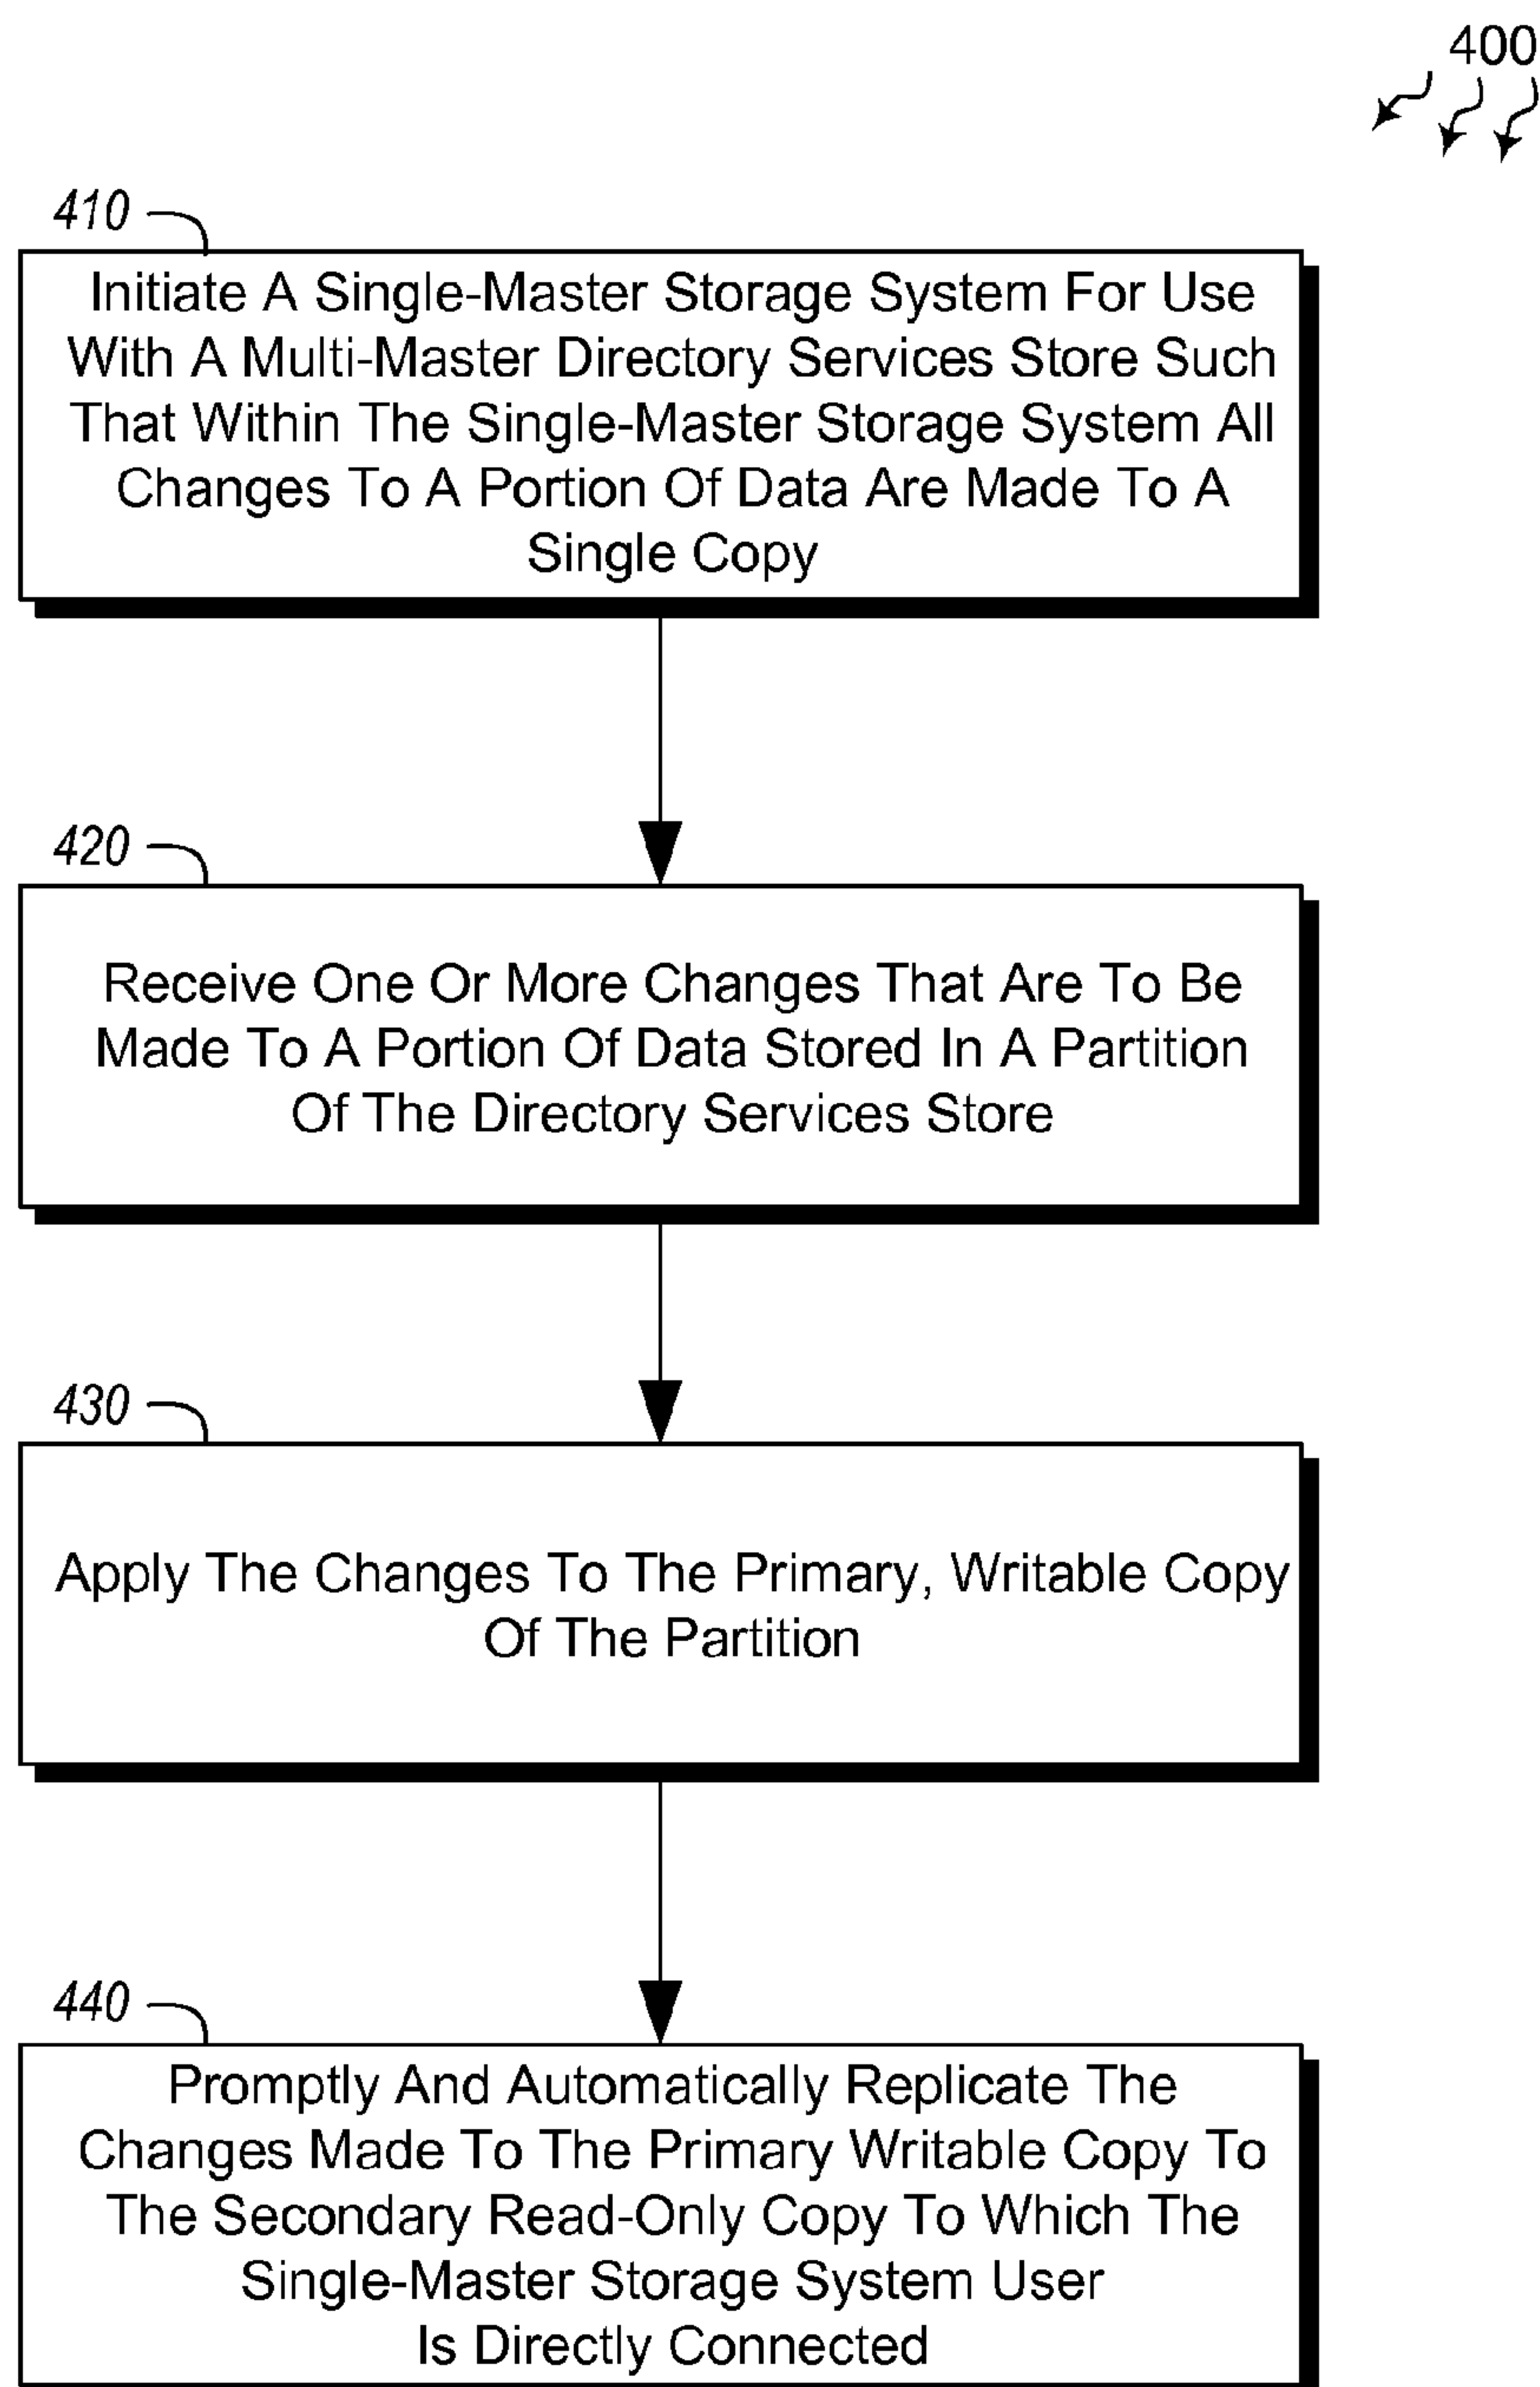 400
410
Initiate A Single-Master Storage System For Use
With A Multi-Master Directory Services Store Such
That Within The Single-Master Storage System All
Changes To A Portion Of Data Are Made To A
Single Copy
420
Receive One Or More Changes That Are To Be
Made To A Portion Of Data Stored In A Partition
Of The Directory Services Store
430
Apply The Changes To The Primary, Writable Copy
Of The Partition
440
Promptly And Automatically Replicate The
Changes Made To The Primary Writable Copy To
The Secondary Read-Only Copy To Which The
Single-Master Storage System User
Is Directly Connected